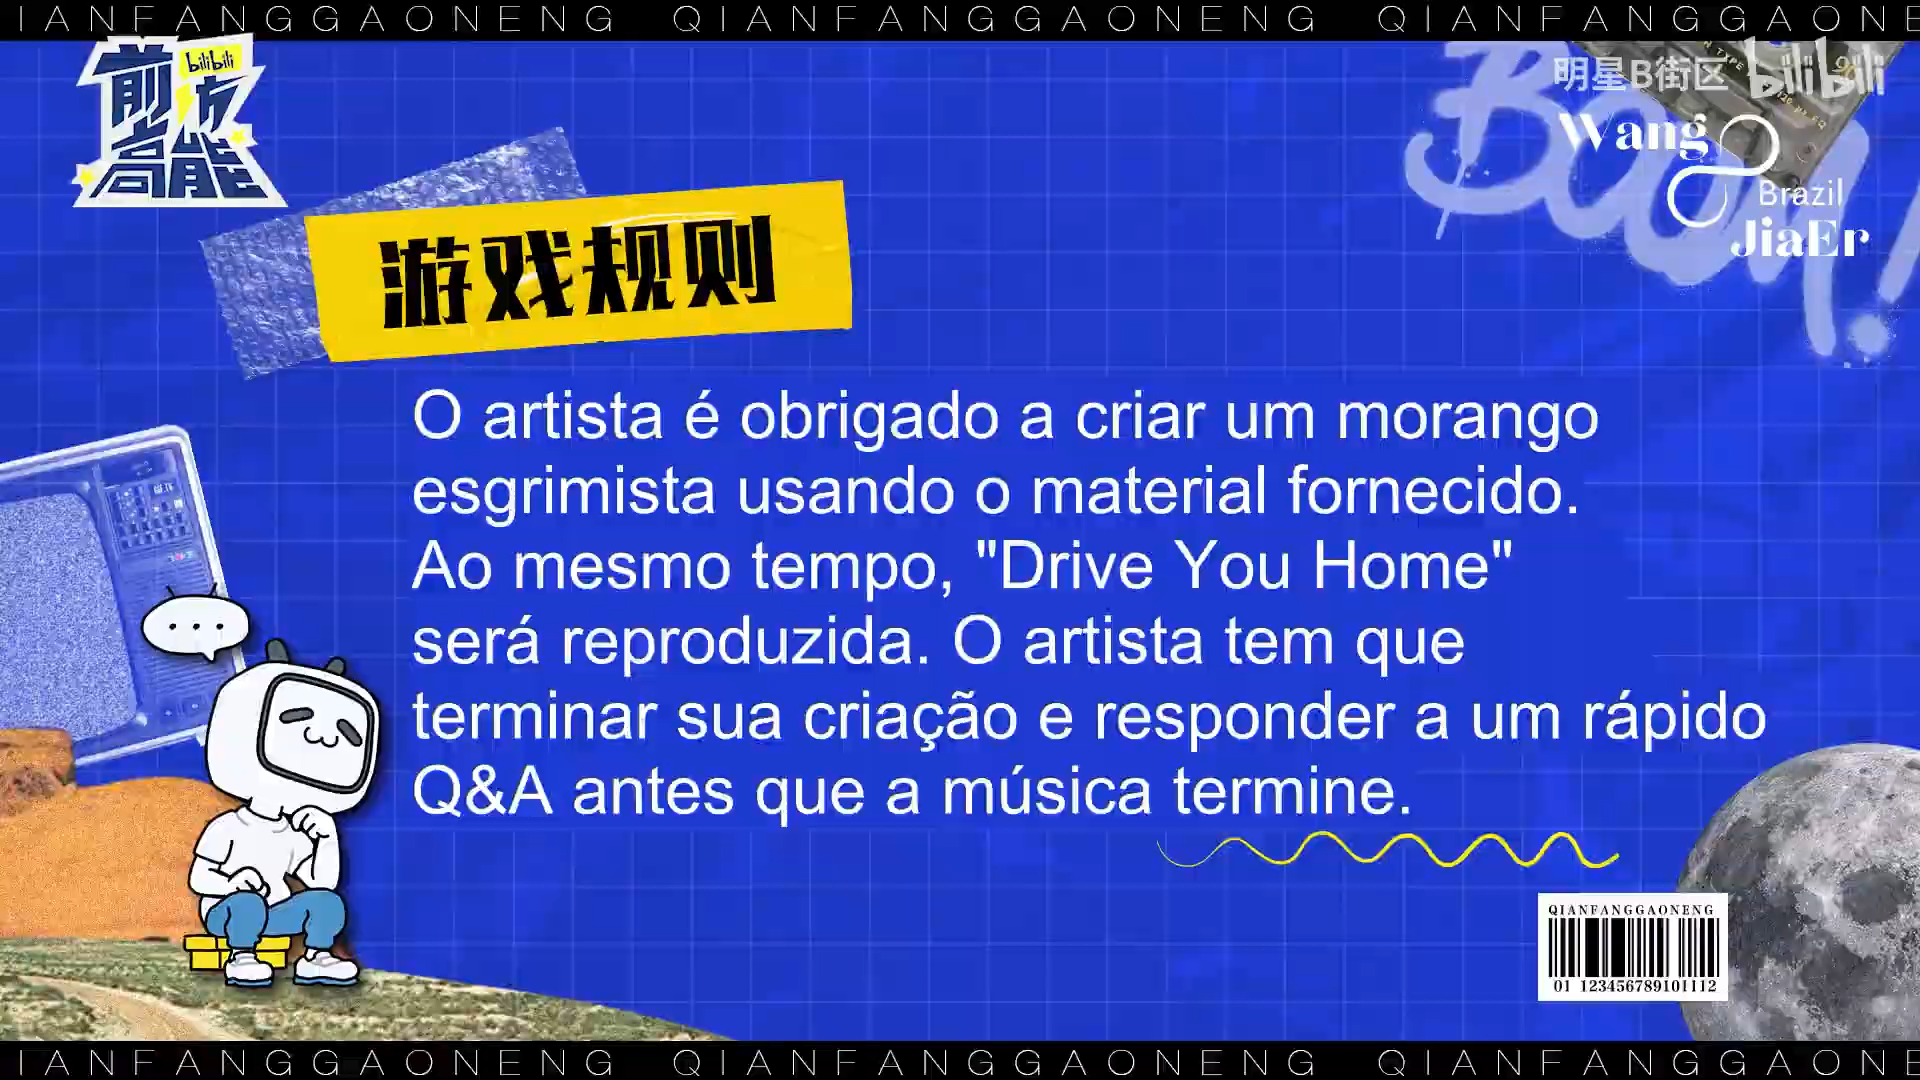 IANFANGGAONENG QIANFANGGAONENG QIANFANGGAONE
前方高能
bilibili
明星B街区 bilibili
Boom!
Wang
Brazil
JiaEr
游戏规则
O artista é obrigado a criar um morango
esgrimista usando o material fornecido.
Ao mesmo tempo, "Drive You Home"
será reproduzida. O artista tem que
terminar sua criação e responder a um rápido
Q&A antes que a música termine.
QIANFANGGAONENG
01 123456789101112
IANFANGGAONENG QIANFANGGAONENG QIANFANGGAONE